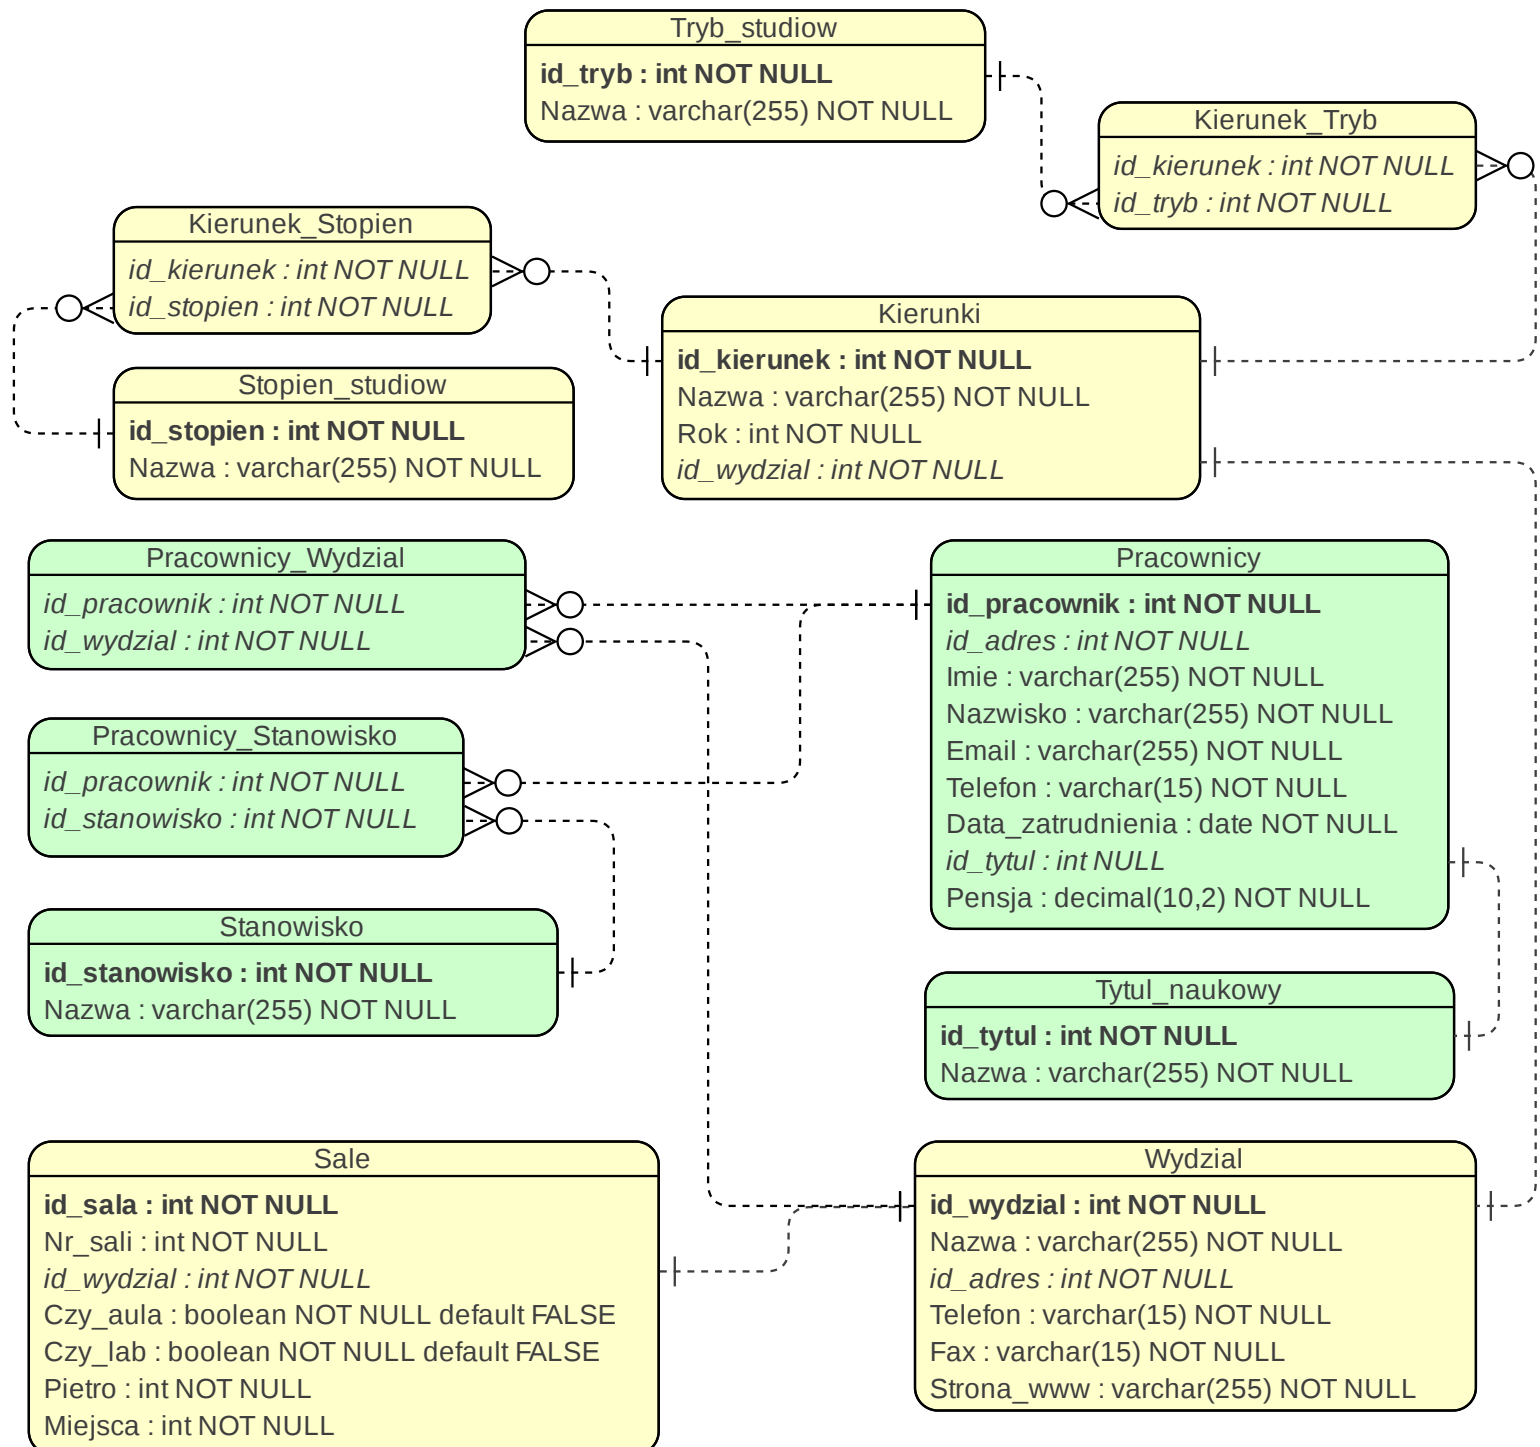 Tryb_studiow
id_tryb : int NOT NULL
Nazwa : varchar(255) NOT NULL
Kierunek_Tryb
id_kierunek : int NOT NULL
id_tryb : int NOT NULL
Kierunek_Stopien
id_kierunek : int NOT NULL
id_stopien : int NOT NULL
Kierunki
id_kierunek : int NOT NULL
Nazwa : varchar(255) NOT NULL
Rok : int NOT NULL
id_wydzial : int NOT NULL
Stopien_studiow
id_stopien : int NOT NULL
Nazwa : varchar(255) NOT NULL
Pracownicy_Wydzial
id_pracownik : int NOT NULL
id_wydzial : int NOT NULL
Pracownicy
id_pracownik : int NOT NULL
id_adres : int NOT NULL
Imie : varchar(255) NOT NULL
Nazwisko : varchar(255) NOT NULL
Email : varchar(255) NOT NULL
Telefon : varchar(15) NOT NULL
Data_zatrudnienia : date NOT NULL
id_tytul : int NULL
Pensja : decimal(10,2) NOT NULL
Pracownicy_Stanowisko
id_pracownik : int NOT NULL
id_stanowisko : int NOT NULL
Stanowisko
id_stanowisko : int NOT NULL
Nazwa : varchar(255) NOT NULL
Tytul_naukowy
id_tytul : int NOT NULL
Nazwa : varchar(255) NOT NULL
Sale
id_sala : int NOT NULL
Nr_sali : int NOT NULL
id_wydzial : int NOT NULL
Czy_aula : boolean NOT NULL default FALSE
Czy_lab : boolean NOT NULL default FALSE
Pietro : int NOT NULL
Miejsca : int NOT NULL
Wydzial
id_wydzial : int NOT NULL
Nazwa : varchar(255) NOT NULL
id_adres : int NOT NULL
Telefon : varchar(15) NOT NULL
Fax : varchar(15) NOT NULL
Strona_www : varchar(255) NOT NULL